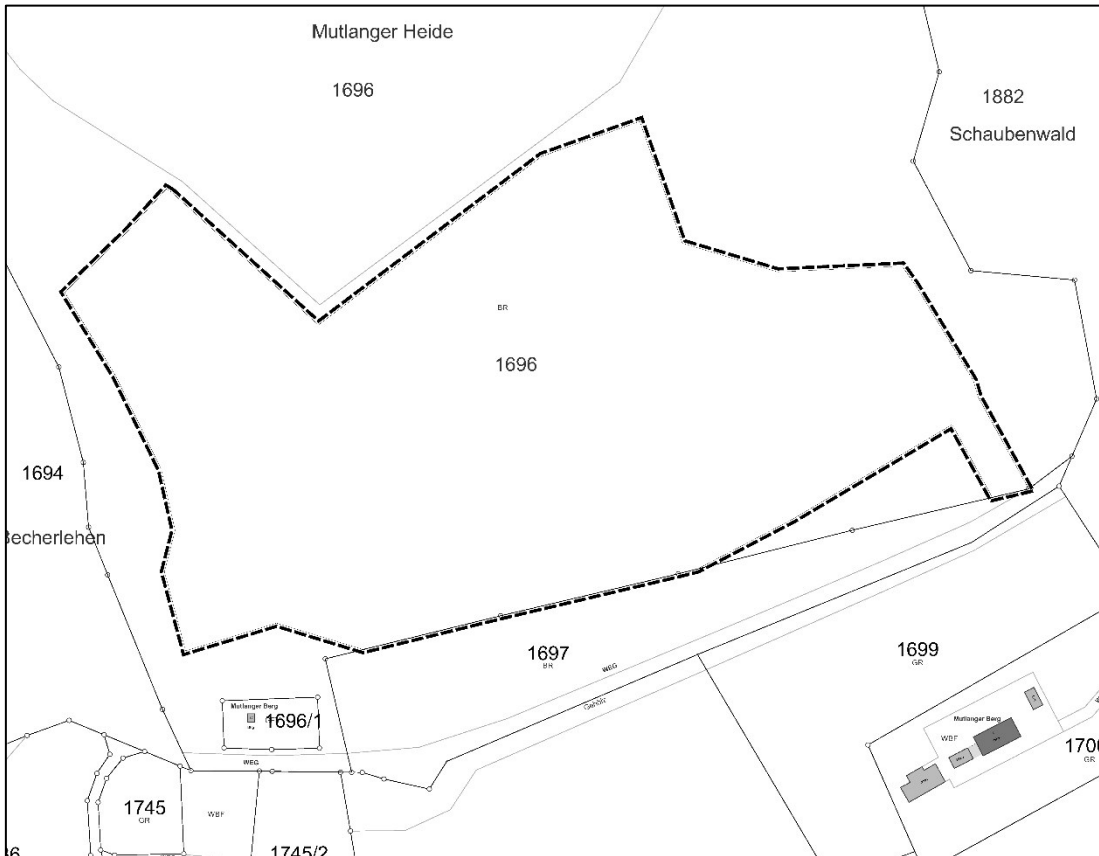 Mutlanger Heide
1696
1882
Schaubenwald
BR
1696
1694
Becherlehen
1697
BR
WEG
1699
GR
Gehölz
Mutlanger Berg
1696/1
Mutlanger Berg
WBF
WEG
1700
GR
1745
GR
WBF
1745/2